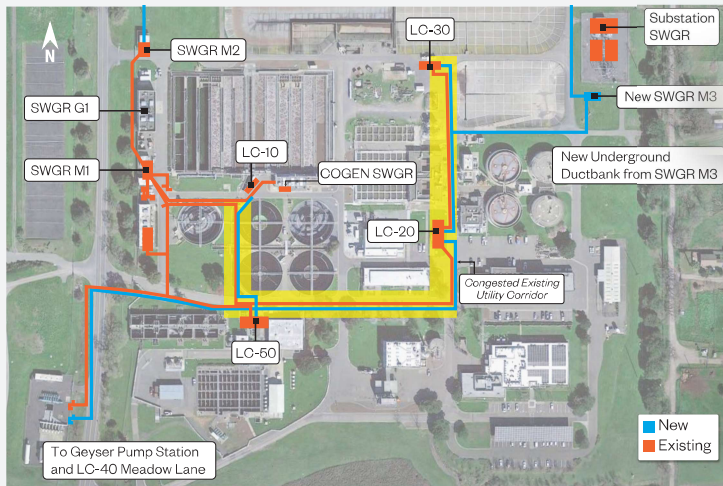 N
SWGR M2
SWGR G1
SWGR M1
LC-10
COGEN SWGR
LC-30
Substation
SWGR
New SWGR M3
New Underground
Ductbank from SWGR M3
LC-20
Congested Existing
Utility Corridor
LC-50
To Geyser Pump Station
and LC-40 Meadow Lane
New
Existing